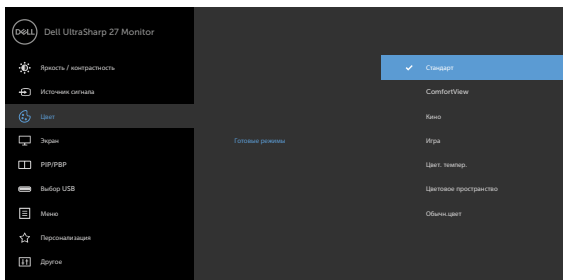 DELL Dell UltraSharp 27 Monitor
Яркость / контрастность
Источник сигнала
Цвет
Экран
PIP/PBP
Выбор USB
Меню
Персонализация
Другое
Готовые режимы
Стандарт
ComfortView
Кино
Игра
Цвет. темпер.
Цветовое пространство
Обычн.цвет